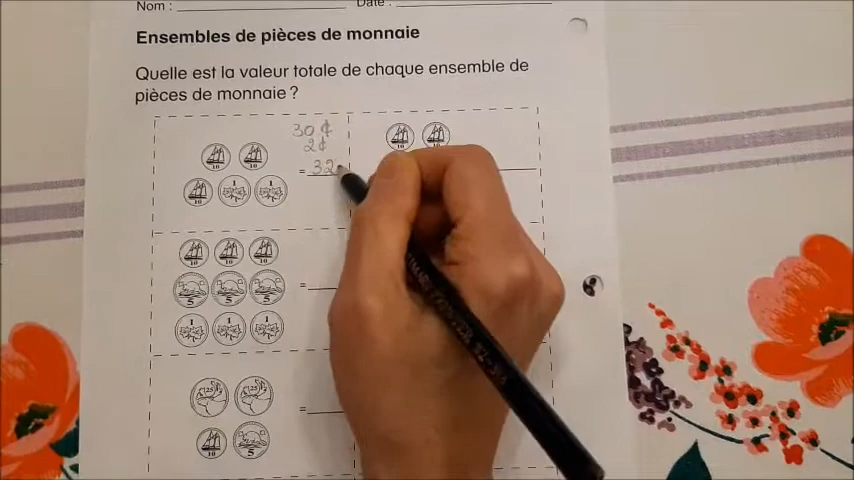 Nom : Date :
Ensembles de pièces de monnaie
Quelle est la valeur totale de chaque ensemble de
pièces de monnaie ?
30 ¢
2¢
= 32
10 10
10 1 1
10 10
10 10 10
5 5 5
1 1 1
=
25 25
10 5
=